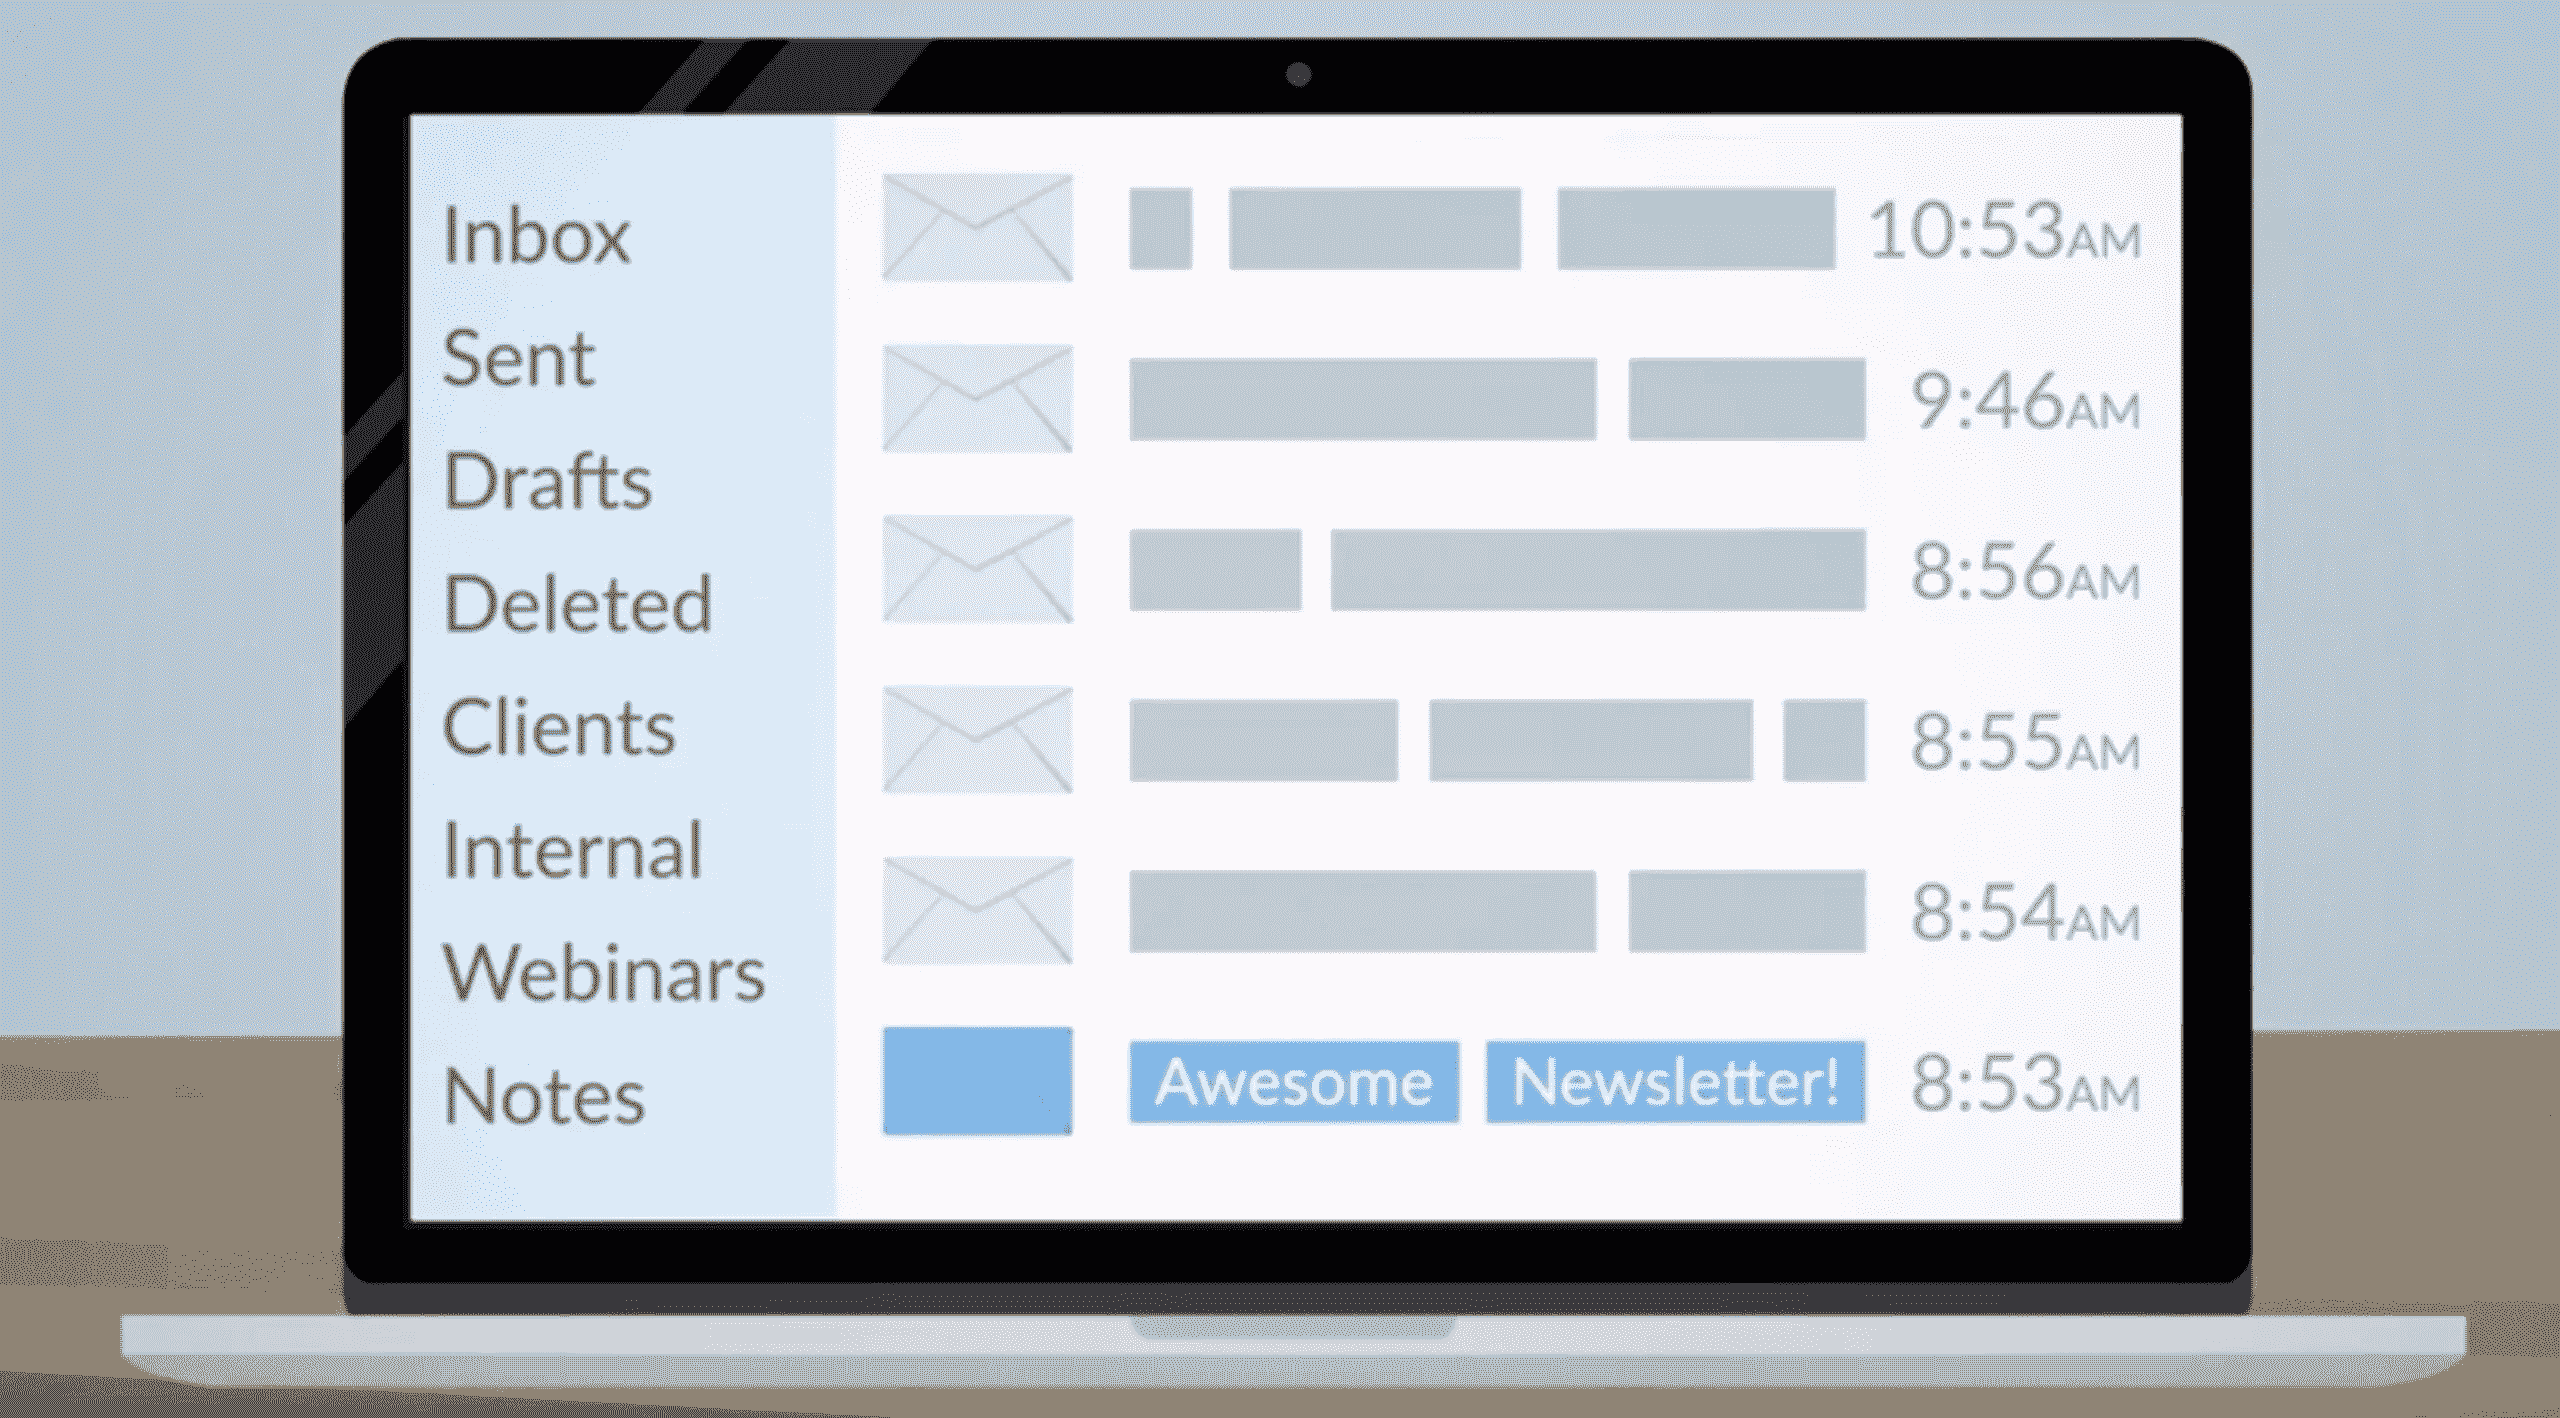 Inbox
Sent
Drafts
Deleted
Clients
Internal
Webinars
Notes
10:53AM
9:46AM
8:56AM
8:55AM
8:54AM
Awesome Newsletter! 8:53AM